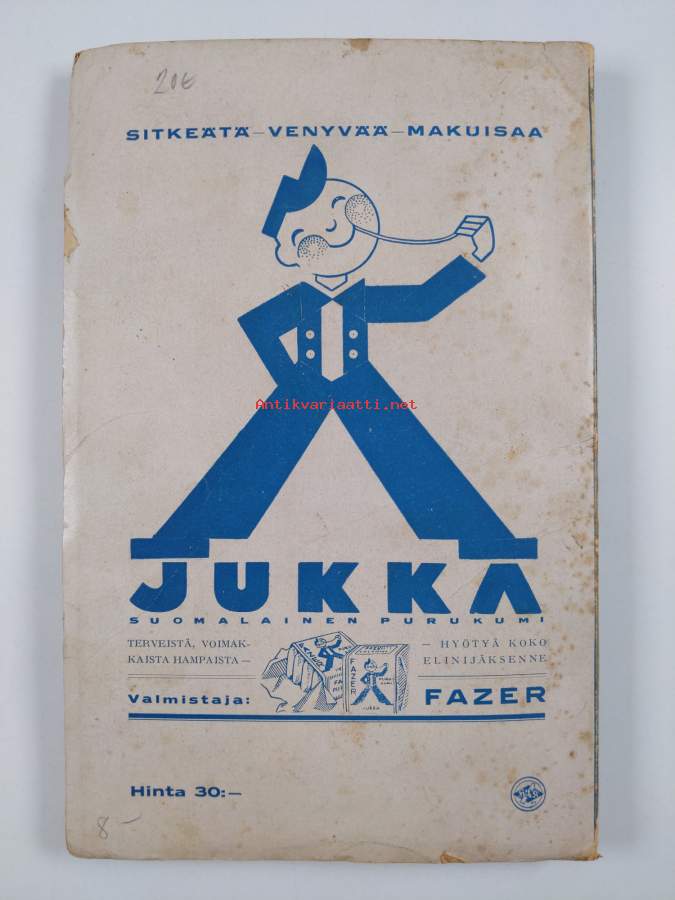 20€
SITKEÄTÄ – VENYVÄÄ – MAKUISAA
Antikvariaatti.net
JUKKA
SUOMALAINEN PURUKUMI
TERVEISTÄ, VOIMAK-
KAISTA HAMPAISTA –
– HYÖTYÄ KOKO
ELINIJÄKSENNE
FAZER
JUKKA
Valmistaja:
FAZER
Hinta 30:–
8 –